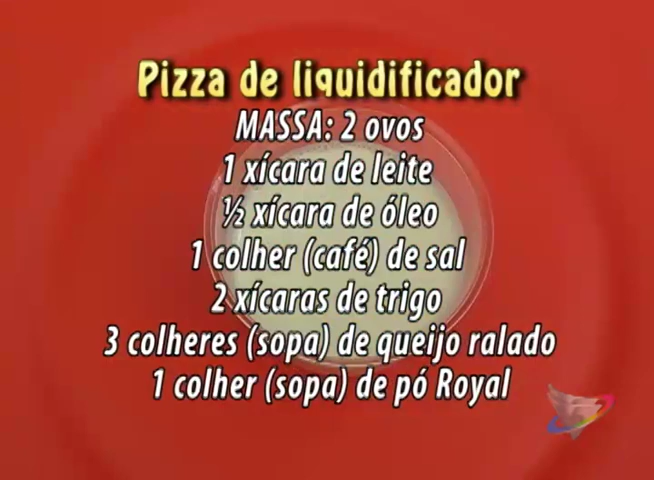 Pizza de liquidificador
MASSA: 2 ovos
1 xícara de leite
½ xícara de óleo
1 colher (café) de sal
2 xícaras de trigo
3 colheres (sopa) de queijo ralado
1 colher (sopa) de pó Royal